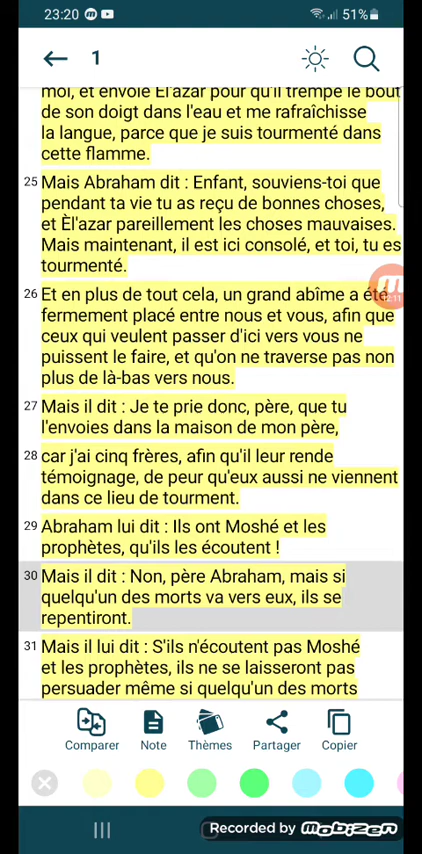 23:20
51%
1
moi, et envoie Èl'azar pour qu'il trempe le bout
de son doigt dans l'eau et me rafraîchisse
la langue, parce que je suis tourmenté dans
cette flamme.
25 Mais Abraham dit : Enfant, souviens-toi que
pendant ta vie tu as reçu de bonnes choses,
et Èl'azar pareillement les choses mauvaises.
Mais maintenant, il est ici consolé, et toi, tu es
tourmenté.
26 Et en plus de tout cela, un grand abîme a été
fermement placé entre nous et vous, afin que
ceux qui veulent passer d'ici vers vous ne
puissent le faire, et qu'on ne traverse pas non
plus de là-bas vers nous.
12:11
27 Mais il dit : Je te prie donc, père, que tu
l'envoies dans la maison de mon père,
28 car j'ai cinq frères, afin qu'il leur rende
témoignage, de peur qu'eux aussi ne viennent
dans ce lieu de tourment.
29 Abraham lui dit : Ils ont Moshé et les
prophètes, qu'ils les écoutent !
30 Mais il dit : Non, père Abraham, mais si
quelqu'un des morts va vers eux, ils se
repentiront.
31 Mais il lui dit : S'ils n'écoutent pas Moshé
et les prophètes, ils ne se laisseront pas
persuader même si quelqu'un des morts
Comparer Note Thèmes Partager Copier
Recorded by mobizen